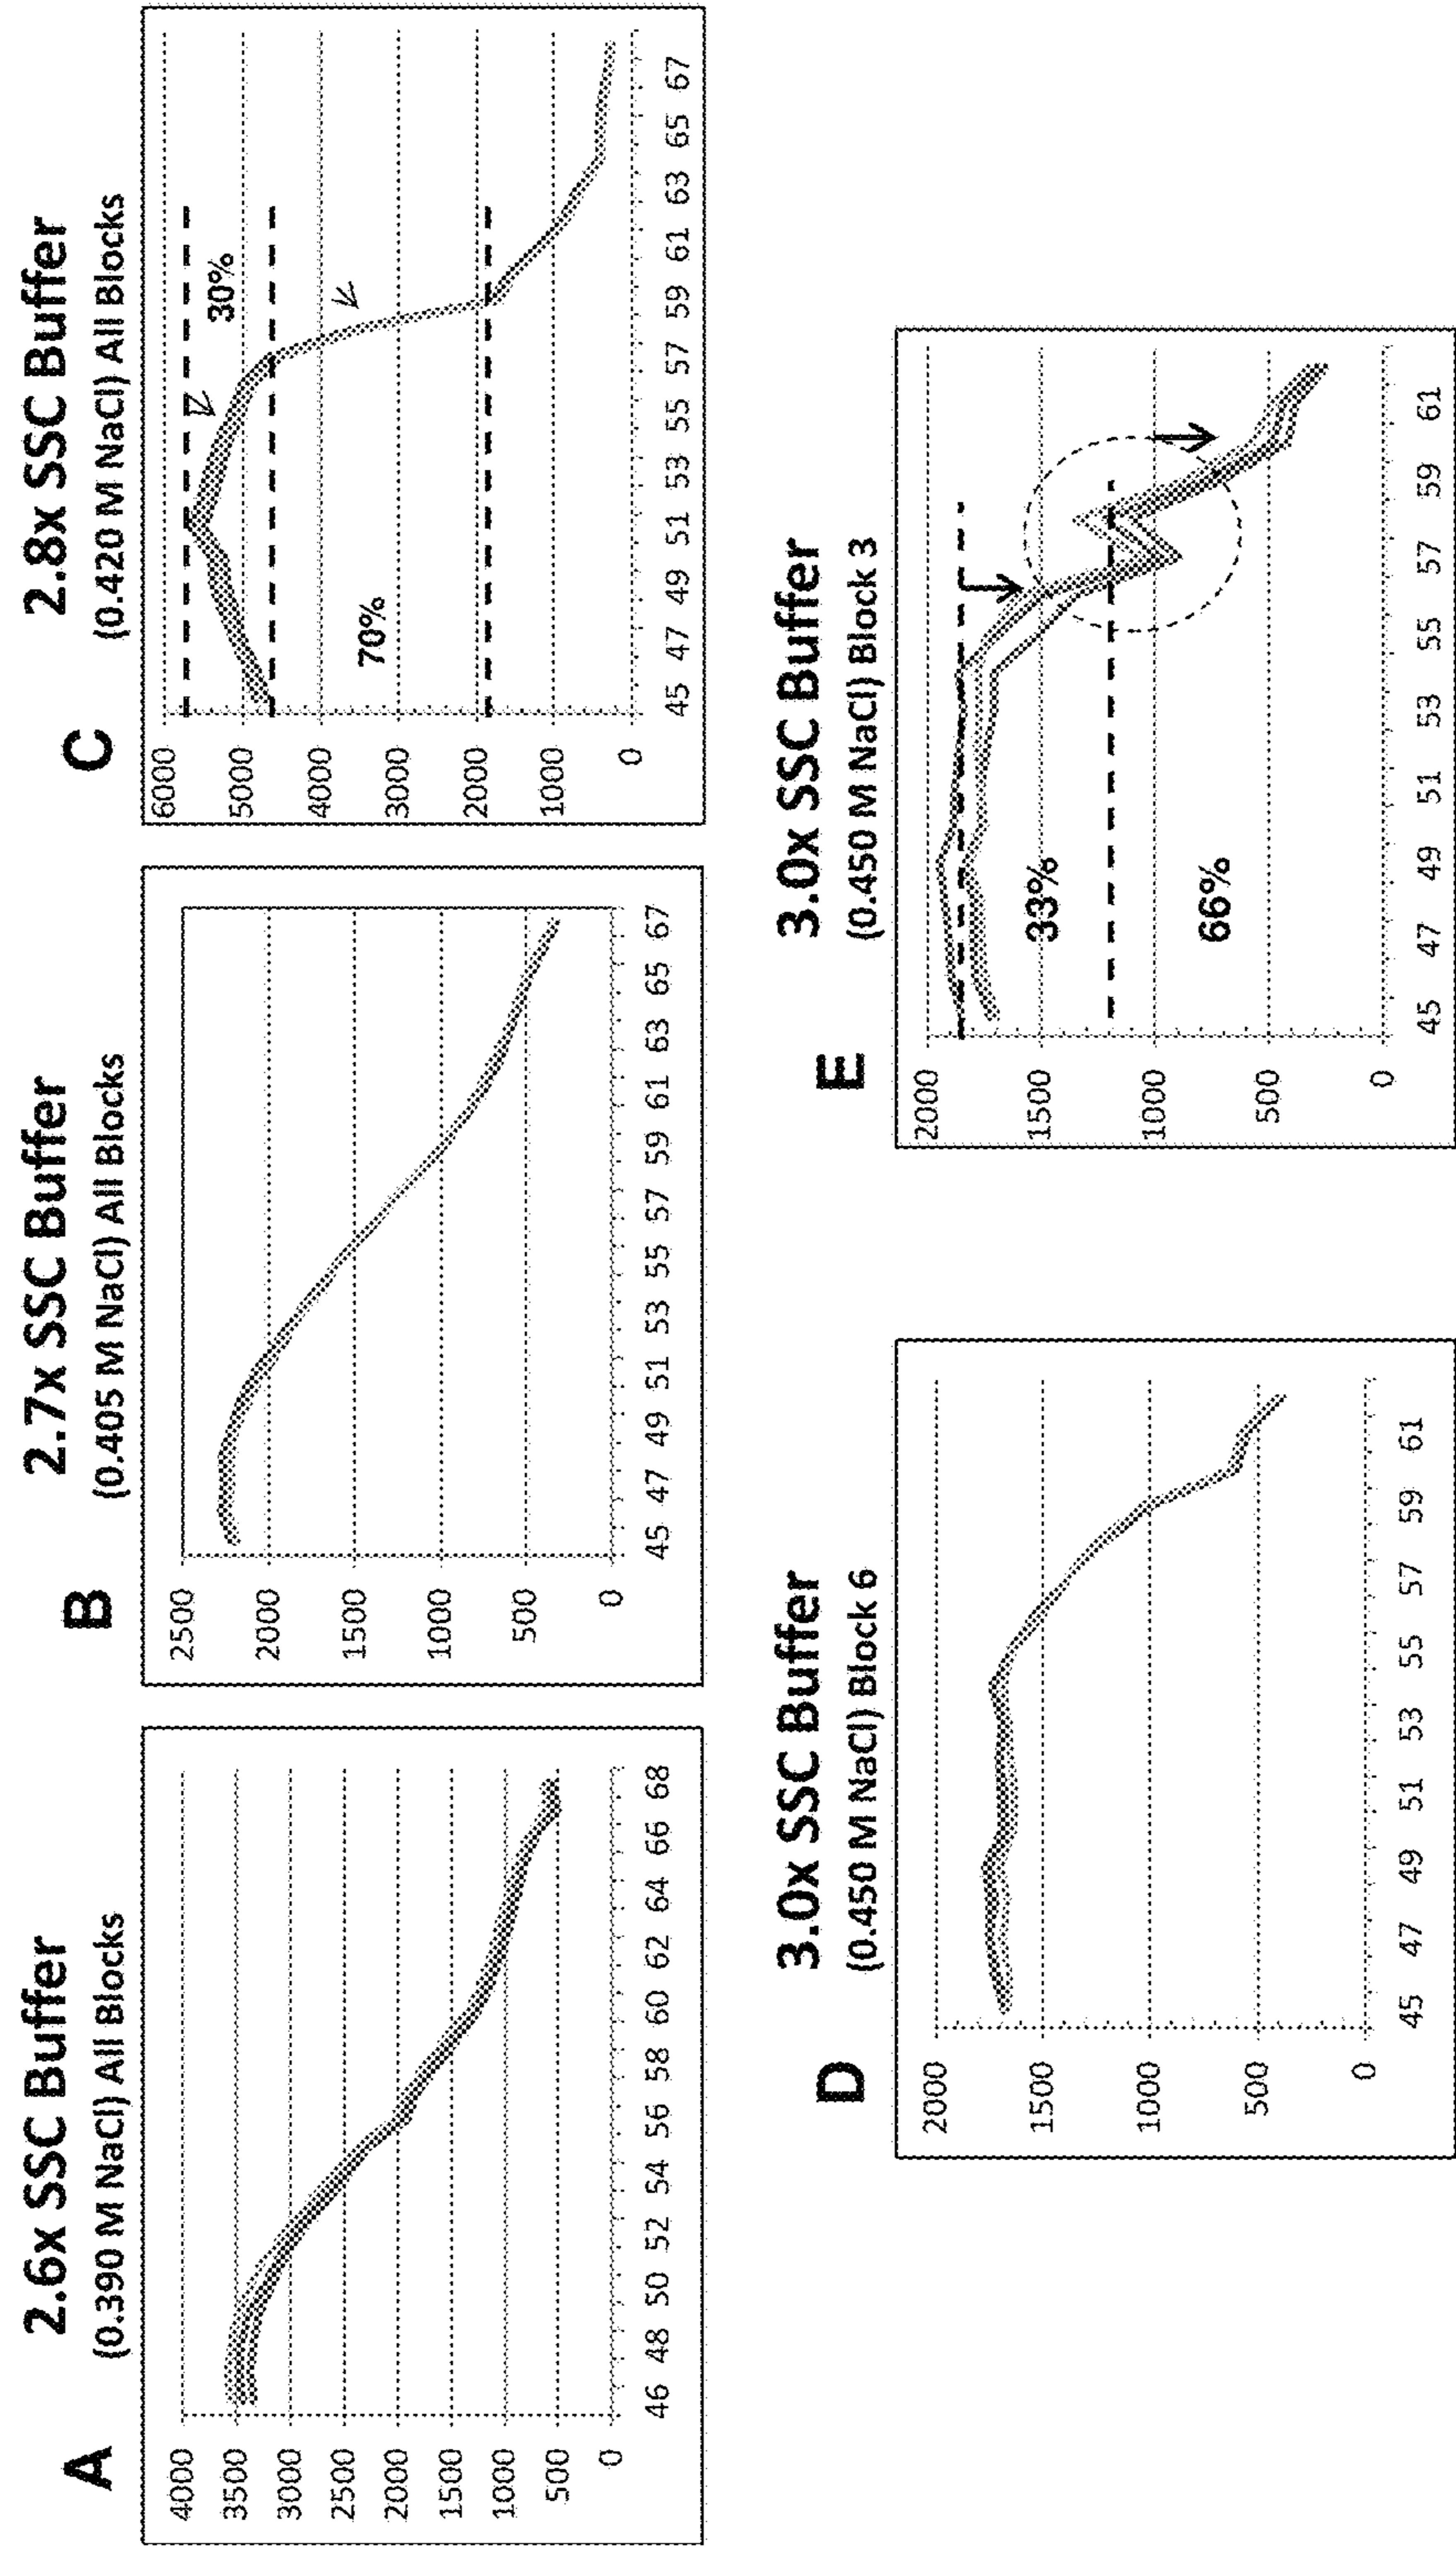 A
2.6x SSC Buffer
(0.390 M NaCl) All Blocks
4000
3500
3000
2500
2000
1500
1000
500
0
46 48 50 52 54 56 58 60 62 64 66 68
B
2.7x SSC Buffer
(0.405 M NaCl) All Blocks
2500
2000
1500
1000
500
0
45 47 49 51 53 55 57 59 61 63 65 67
C
2.8x SSC Buffer
(0.420 M NaCl) All Blocks
6000
5000
4000
3000
2000
1000
0
30%
70%
45 47 49 51 53 55 57 59 61 63 65 67
D
3.0x SSC Buffer
(0.450 M NaCl) Block 6
2000
1500
1000
500
0
45 47 49 51 53 55 57 59 61
E
3.0x SSC Buffer
(0.450 M NaCl) Block 3
2000
1500
1000
500
0
33%
66%
45 47 49 51 53 55 57 59 61